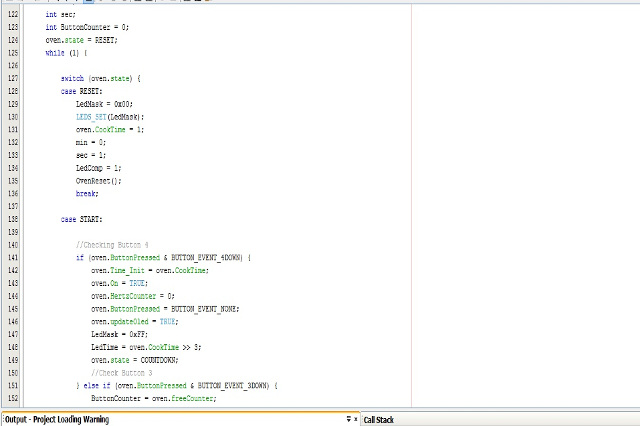 122 int sec;
123 int ButtonCounter = 0;
124 oven.state = RESET;
125 while (1) {
126
127 switch (oven.state) {
128 case RESET:
129 LedMask = 0x00;
130 LEDS_SET(LedMask);
131 oven.CookTime = 1;
132 min = 0;
133 sec = 1;
134 LedComp = 1;
135 OvenReset();
136 break;
137
138 case START:
139
140 //Checking Button 4
141 if (oven.ButtonPressed & BUTTON_EVENT_4DOWN) {
142 oven.Time_Init = oven.CookTime;
143 oven.On = TRUE;
144 oven.HertzCounter = 0;
145 oven.ButtonPressed = BUTTON_EVENT_NONE;
146 oven.updateOled = TRUE;
147 LedMask = 0xFF;
148 LedTime = oven.CookTime >> 3;
149 oven.state = COUNTDOWN;
150 //Check Button 3
151 } else if (oven.ButtonPressed & BUTTON_EVENT_3DOWN) {
152 ButtonCounter = oven.freeCounter;
Output - Project Loading Warning
Call Stack